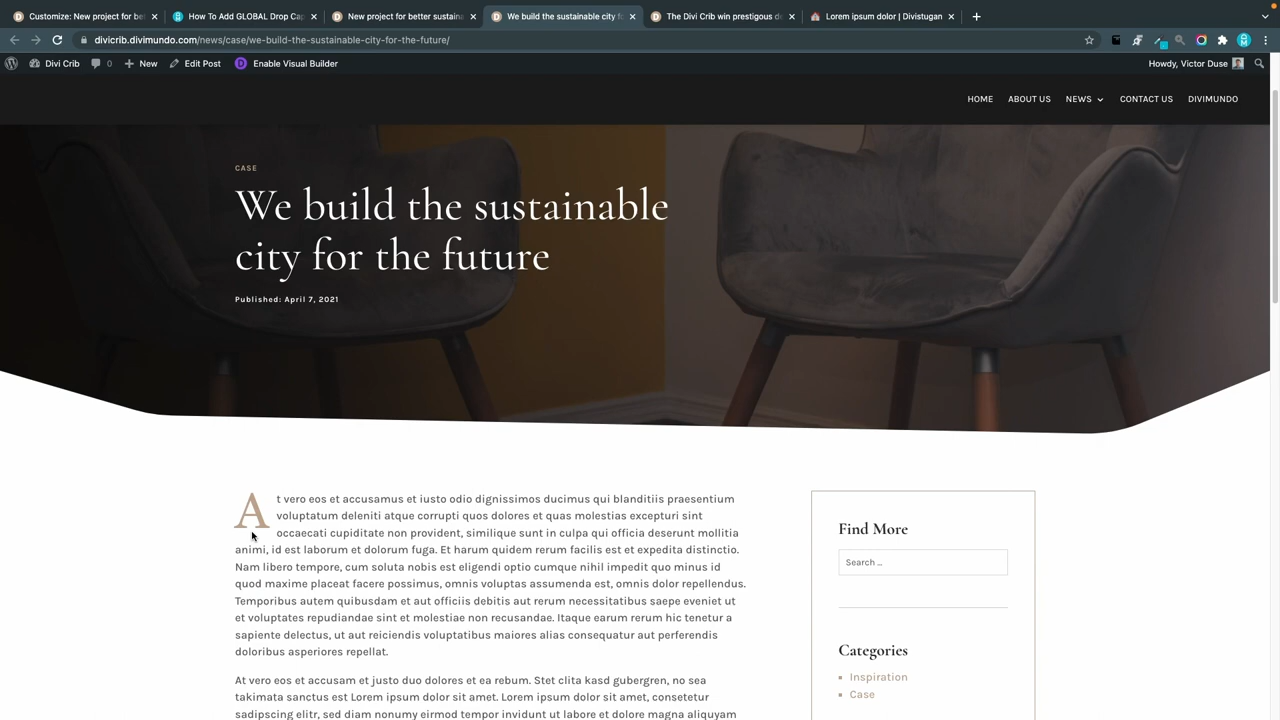 Customize: New project for be
How To Add GLOBAL Drop Cap
New project for better sustaina
We build the sustainable city fo
The Divi Crib win prestigous de
Lorem ipsum dolor | Divistugan
divicrib.divimundo.com/news/case/we-build-the-sustainable-city-for-the-future/
Divi Crib
0
New
Edit Post
Enable Visual Builder
Howdy, Victor Duse
HOME
ABOUT US
NEWS
CONTACT US
DIVIMUNDO
CASE
We build the sustainable
city for the future
Published: April 7, 2021
At vero eos et accusamus et iusto odio dignissimos ducimus qui blanditiis praesentium
voluptatum deleniti atque corrupti quos dolores et quas molestias excepturi sint
occaecati cupiditate non provident, similique sunt in culpa qui officia deserunt mollitia
animi, id est laborum et dolorum fuga. Et harum quidem rerum facilis est et expedita distinctio.
Nam libero tempore, cum soluta nobis est eligendi optio cumque nihil impedit quo minus id
quod maxime placeat facere possimus, omnis voluptas assumenda est, omnis dolor repellendus.
Temporibus autem quibusdam et aut officiis debitis aut rerum necessitatibus saepe eveniet ut
et voluptates repudiandae sint et molestiae non recusandae. Itaque earum rerum hic tenetur a
sapiente delectus, ut aut reiciendis voluptatibus maiores alias consequatur aut perferendis
doloribus asperiores repellat.
At vero eos et accusam et justo duo dolores et ea rebum. Stet clita kasd gubergren, no sea
takimata sanctus est Lorem ipsum dolor sit amet. Lorem ipsum dolor sit amet, consetetur
sadipscing elitr, sed diam nonumy eirmod tempor invidunt ut labore et dolore magna aliquyam
Find More
Search ...
Categories
Inspiration
Case